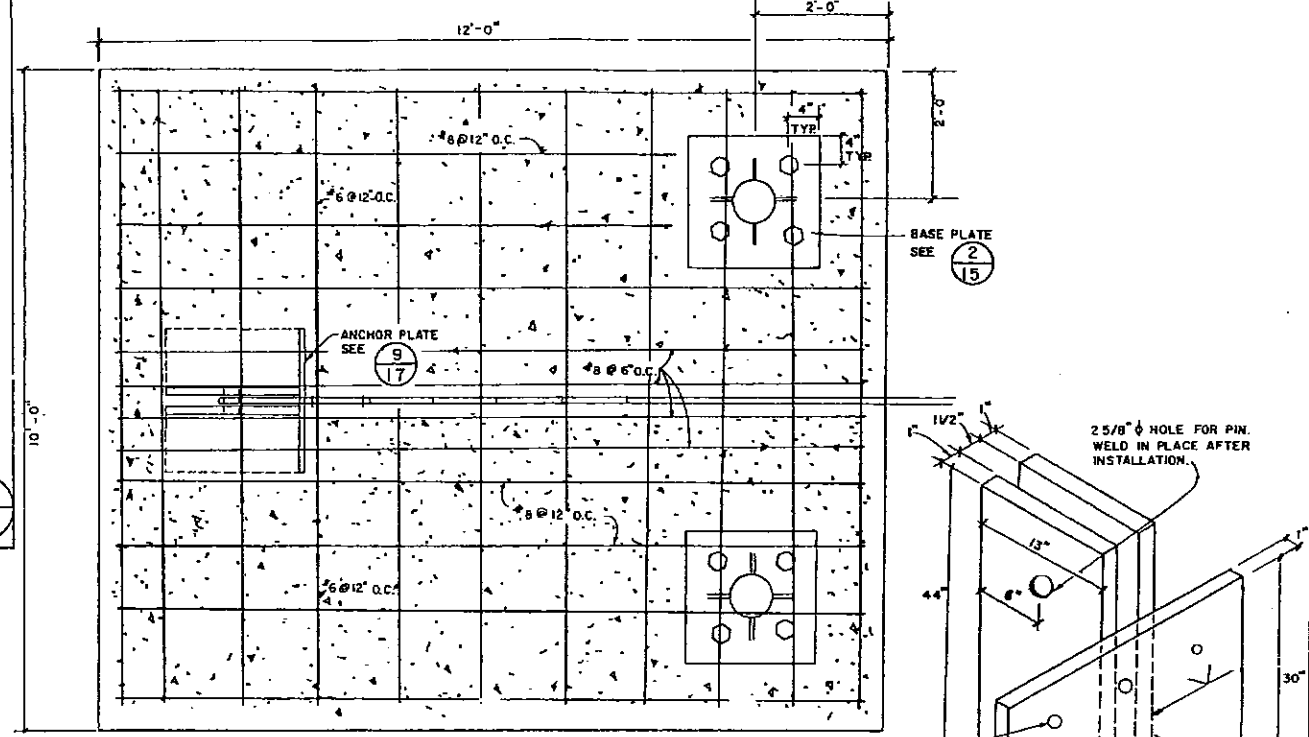 2'-0"
12'-0"
2'-0
4"
TYP.
4"
TYP.
#8 @ 12" O.C.
#6 @ 12" O.C.
BASE PLATE
SEE
2
15
ANCHOR PLATE
SEE
9
17
#8 @ 6" O.C.
10'-0"
1"
1 1/2"
1"
2 5/8" ϕ HOLE FOR PIN.
WELD IN PLACE AFTER
INSTALLATION.
#8 @ 12" O.C.
13"
1"
#6 @ 12" O.C.
44"
6"
30"